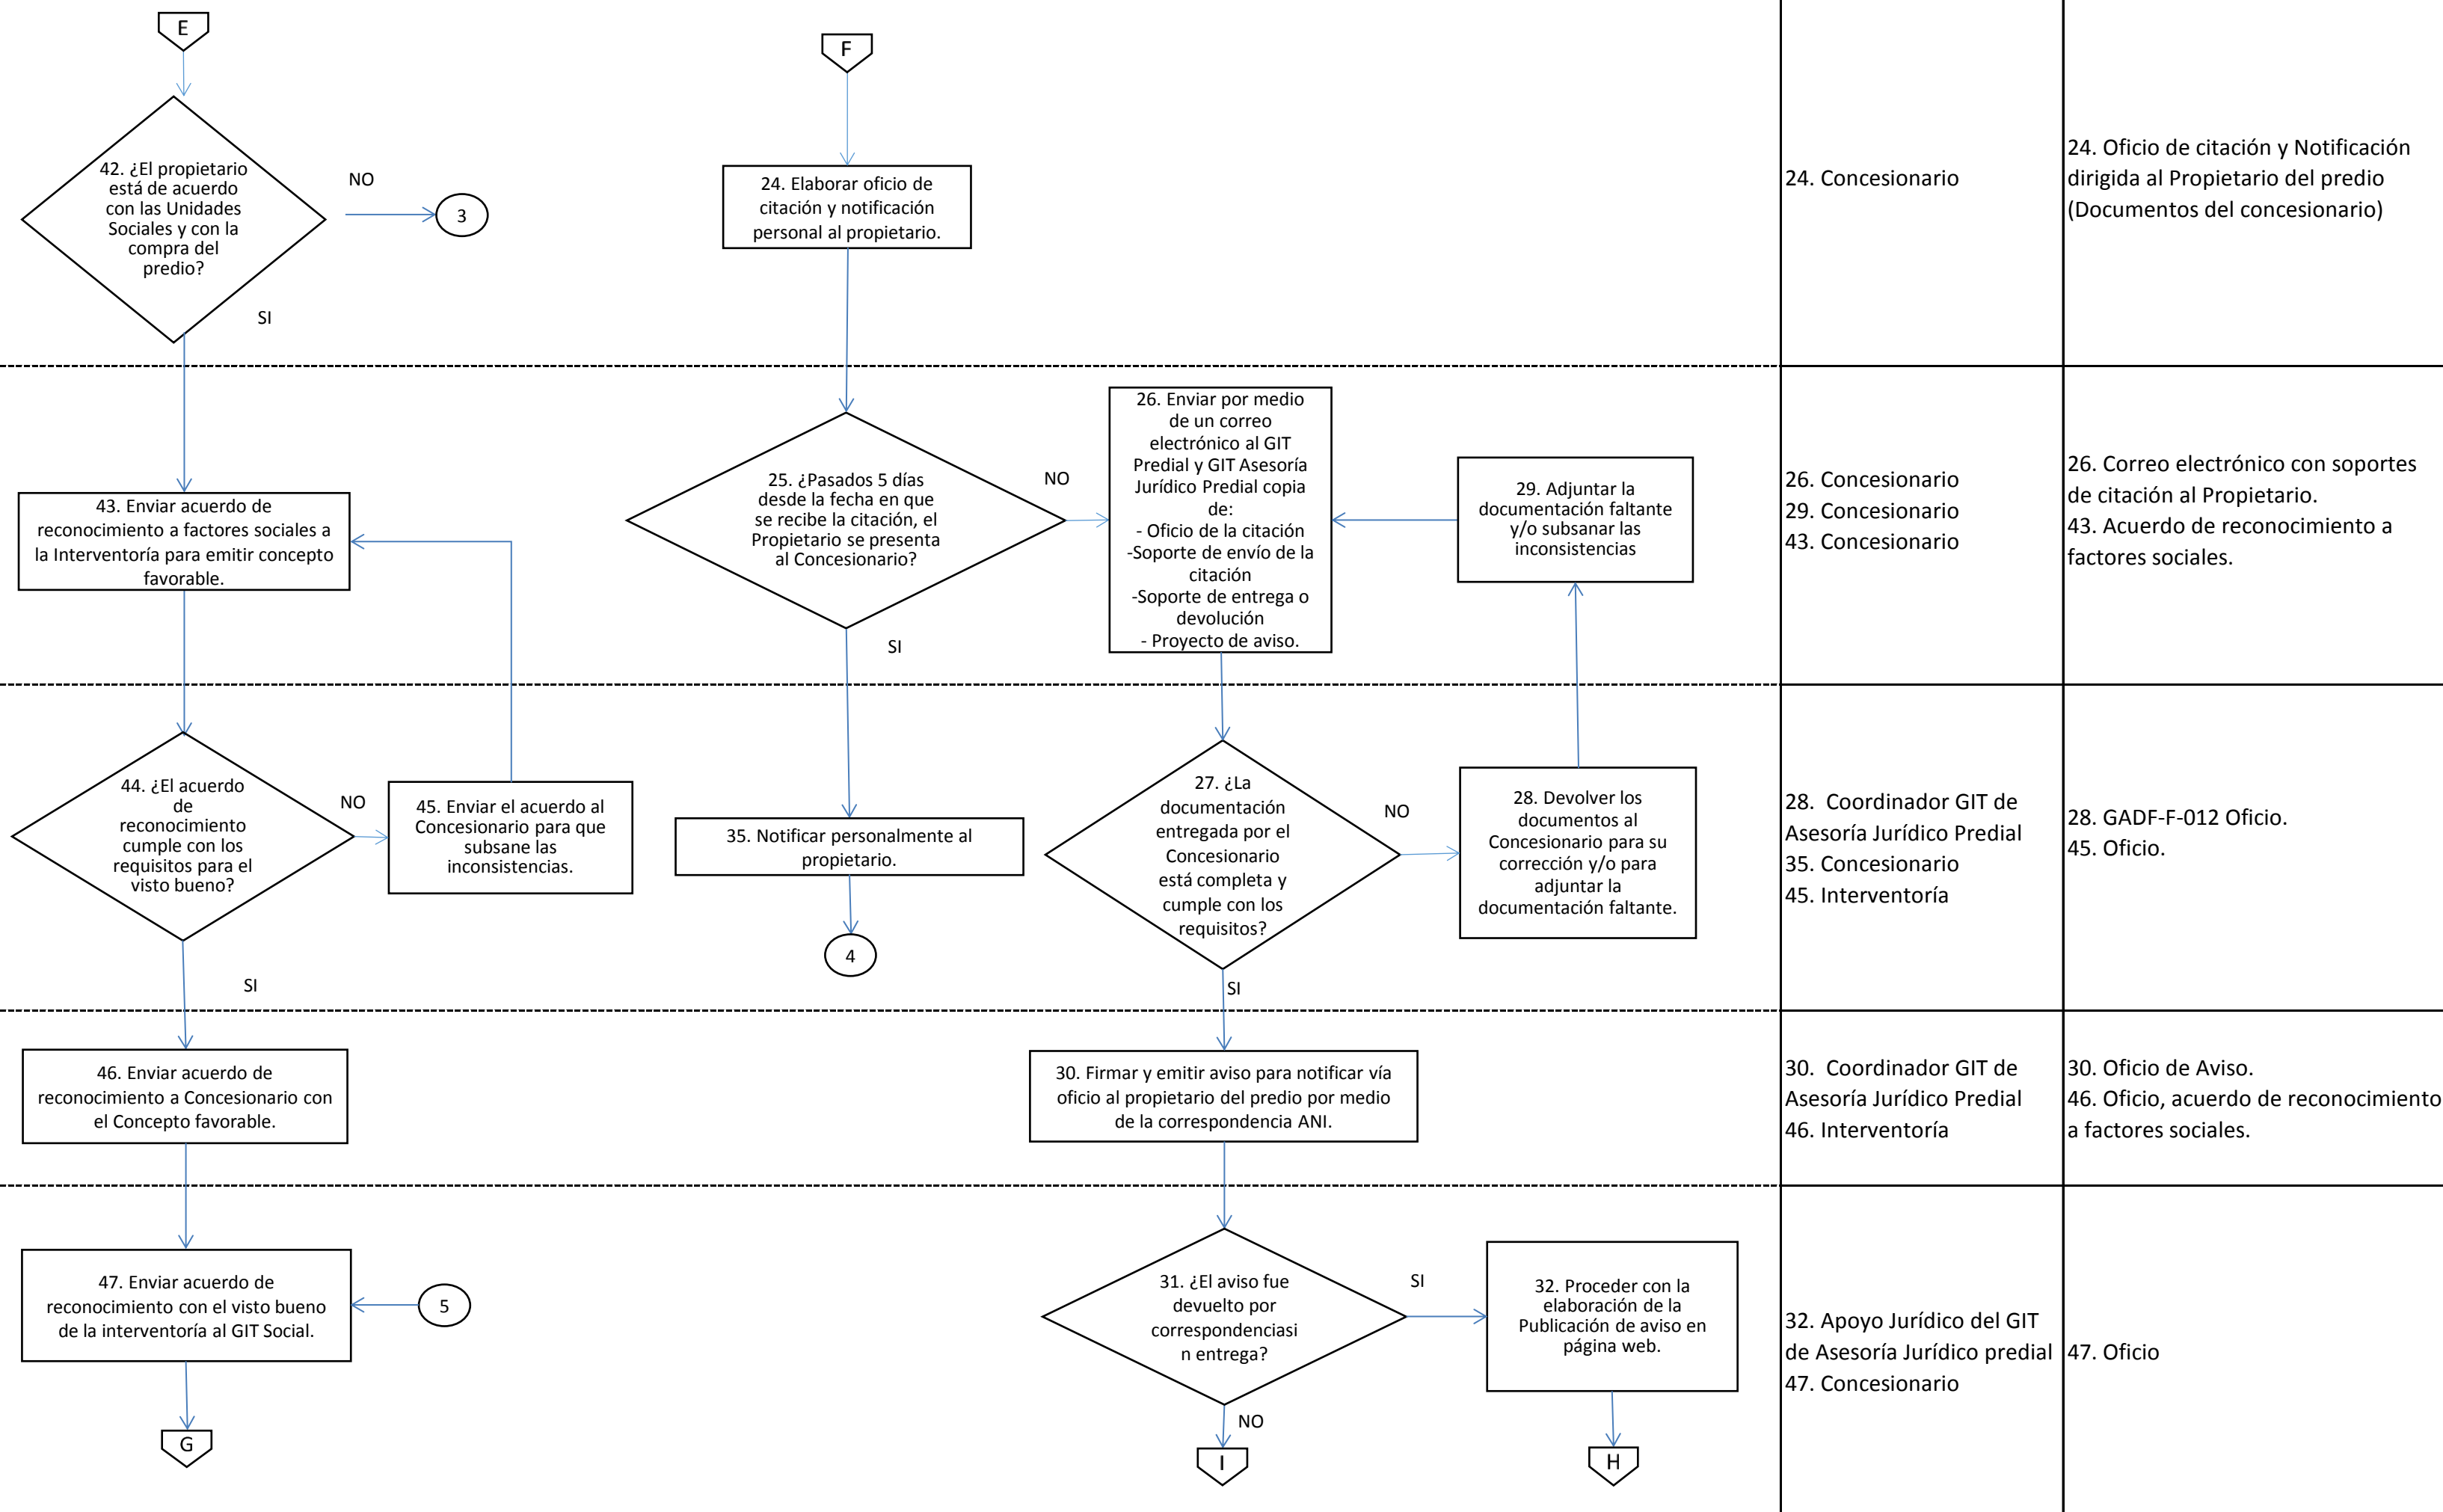 E
42. ¿El propietario
está de acuerdo
con las Unidades
Sociales y con la
compra del
predio?
NO
3
SI
F
24. Elaborar oficio de
citación y notificación
personal al propietario.
24. Concesionario
24. Oficio de citación y Notificación
dirigida al Propietario del predio
(Documentos del concesionario)
43. Enviar acuerdo de
reconocimiento a factores sociales a
la Interventoría para emitir concepto
favorable.
25. ¿Pasados 5 días
desde la fecha en que
se recibe la citación, el
Propietario se presenta
al Concesionario?
NO
SI
26. Enviar por medio
de un correo
electrónico al GIT
Predial y GIT Asesoría
Jurídico Predial copia
de:
- Oficio de la citación
-Soporte de envío de la
citación
-Soporte de entrega o
devolución
- Proyecto de aviso.
29. Adjuntar la
documentación faltante
y/o subsanar las
inconsistencias
26. Concesionario
29. Concesionario
43. Concesionario
26. Correo electrónico con soportes
de citación al Propietario.
43. Acuerdo de reconocimiento a
factores sociales.
44. ¿El acuerdo
de
reconocimiento
cumple con los
requisitos para el
visto bueno?
NO
SI
45. Enviar el acuerdo al
Concesionario para que
subsane las
inconsistencias.
35. Notificar personalmente al
propietario.
4
27. ¿La
documentación
entregada por el
Concesionario
está completa y
cumple con los
requisitos?
NO
SI
28. Devolver los
documentos al
Concesionario para su
corrección y/o para
adjuntar la
documentación faltante.
28.  Coordinador GIT de
Asesoría Jurídico Predial
35. Concesionario
45. Interventoría
28. GADF-F-012 Oficio.
45. Oficio.
46. Enviar acuerdo de
reconocimiento a Concesionario con
el Concepto favorable.
30. Firmar y emitir aviso para notificar vía
oficio al propietario del predio por medio
de la correspondencia ANI.
30.  Coordinador GIT de
Asesoría Jurídico Predial
46. Interventoría
30. Oficio de Aviso.
46. Oficio, acuerdo de reconocimiento
a factores sociales.
47. Enviar acuerdo de
reconocimiento con el visto bueno
de la interventoría al GIT Social.
5
G
31. ¿El aviso fue
devuelto por
correspondenciasi
n entrega?
SI
NO
I
32. Proceder con la
elaboración de la
Publicación de aviso en
página web.
H
32. Apoyo Jurídico del GIT
de Asesoría Jurídico predial
47. Concesionario
47. Oficio